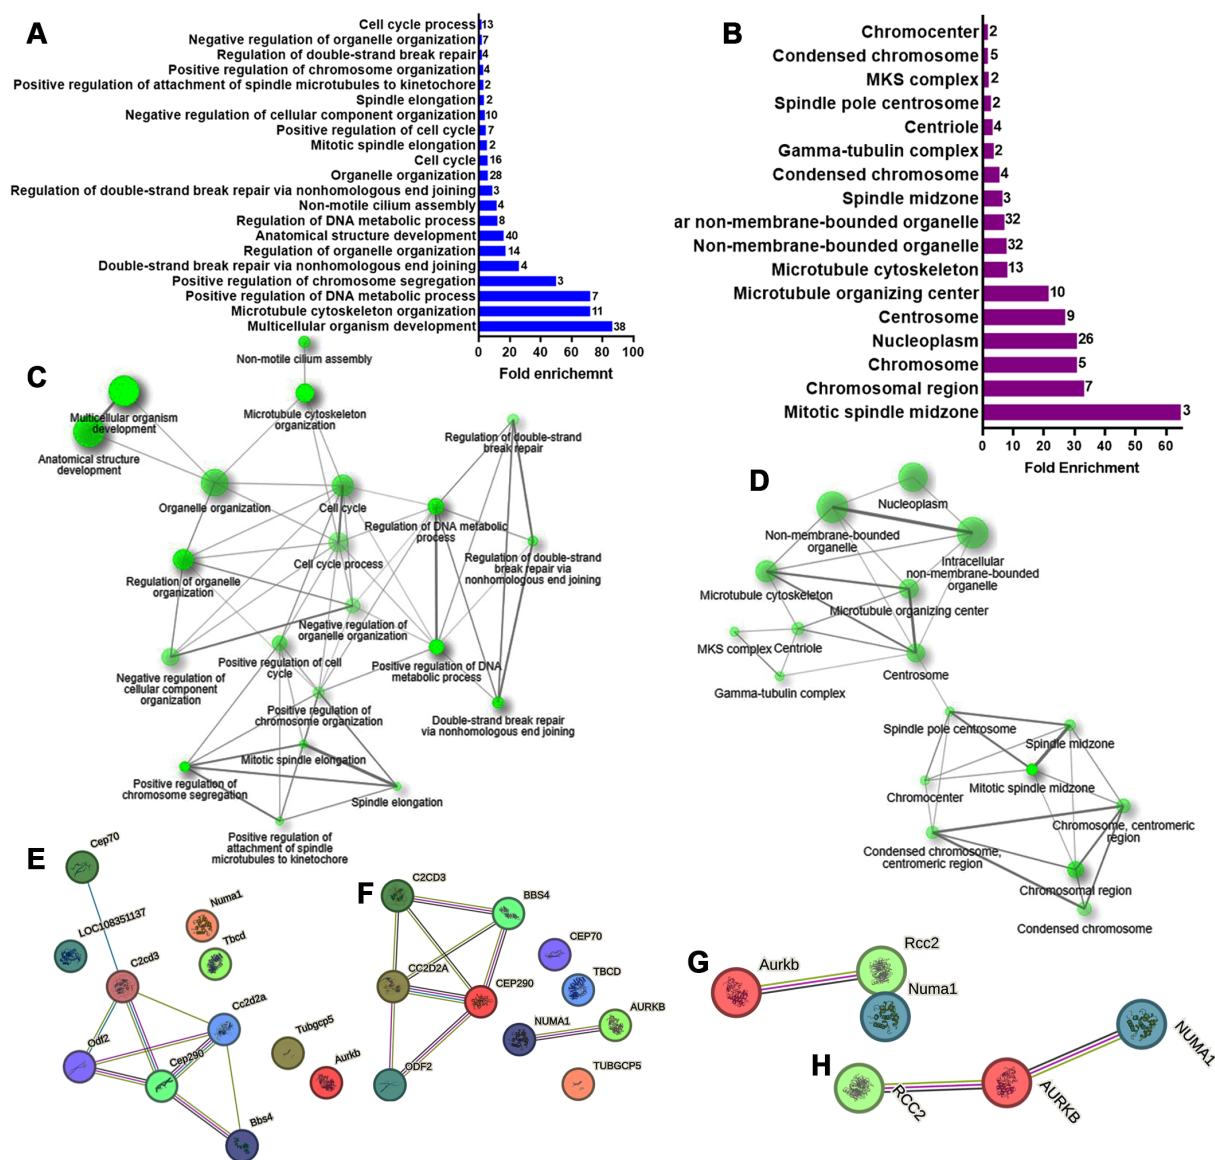 A
Cell cycle process 13
Negative regulation of organelle organization 7
Regulation of double-strand break repair 4
Positive regulation of chromosome organization 4
Positive regulation of attachment of spindle microtubules to kinetochore 2
Spindle elongation 2
Negative regulation of cellular component organization 10
Positive regulation of cell cycle 7
Mitotic spindle elongation 2
Cell cycle 16
Organelle organization 28
Regulation of double-strand break repair via nonhomologous end joining 3
Non-motile cilium assembly 4
Regulation of DNA metabolic process 8
Anatomical structure development 40
Regulation of organelle organization 14
Double-strand break repair via nonhomologous end joining 4
Positive regulation of chromosome segregation 3
Positive regulation of DNA metabolic process 7
Microtubule cytoskeleton organization 11
Multicellular organism development 38
0 20 40 60 80 100
Fold enrichemnt
B
Chromocenter 2
Condensed chromosome 5
MKS complex 2
Spindle pole centrosome 2
Centriole 4
Gamma-tubulin complex 2
Condensed chromosome 4
Spindle midzone 3
ar non-membrane-bounded organelle 32
Non-membrane-bounded organelle 32
Microtubule cytoskeleton 13
Microtubule organizing center 10
Centrosome 9
Nucleoplasm 26
Chromosome 5
Chromosomal region 7
Mitotic spindle midzone 3
0 10 20 30 40 50 60
Fold Enrichment
C
Non-motile cilium assembly
Multicellular organism
development
Microtubule cytoskeleton
organization
Anatomical structure
development
Regulation of double-strand
break repair
Organelle organization
Cell cycle
Regulation of DNA metabolic
process
Cell cycle process
Regulation of double-strand
break repair via
nonhomologous end joining
Regulation of organelle
organization
Negative regulation of
organelle organization
Negative regulation of
cellular component
organization
Positive regulation of cell
cycle
Positive regulation of DNA
metabolic process
Positive regulation of
chromosome organization
Double-strand break repair
via nonhomologous end joining
Mitotic spindle elongation
Positive regulation of
chromosome segregation
Spindle elongation
Positive regulation of
attachment of spindle
microtubules to kinetochore
D
Nucleoplasm
Non-membrane-bounded
organelle
Intracellular
non-membrane-bounded
organelle
Microtubule cytoskeleton
Microtubule organizing center
MKS complex
Centriole
Centrosome
Gamma-tubulin complex
Spindle pole centrosome
Spindle midzone
Mitotic spindle midzone
Chromocenter
Chromosome, centromeric
region
Condensed chromosome,
centromeric region
Chromosomal region
Condensed chromosome
E
Cep70
LOC108351137
Numa1
Tbcd
C2cd3
Cc2d2a
Odf2
Cep290
Tubgcp5
Aurkb
Bbs4
F
C2CD3
BBS4
CEP70
CC2D2A
CEP290
TBCD
NUMA1
AURKB
ODF2
TUBGCP5
G
Aurkb
Rcc2
Numa1
H
RCC2
AURKB
NUMA1